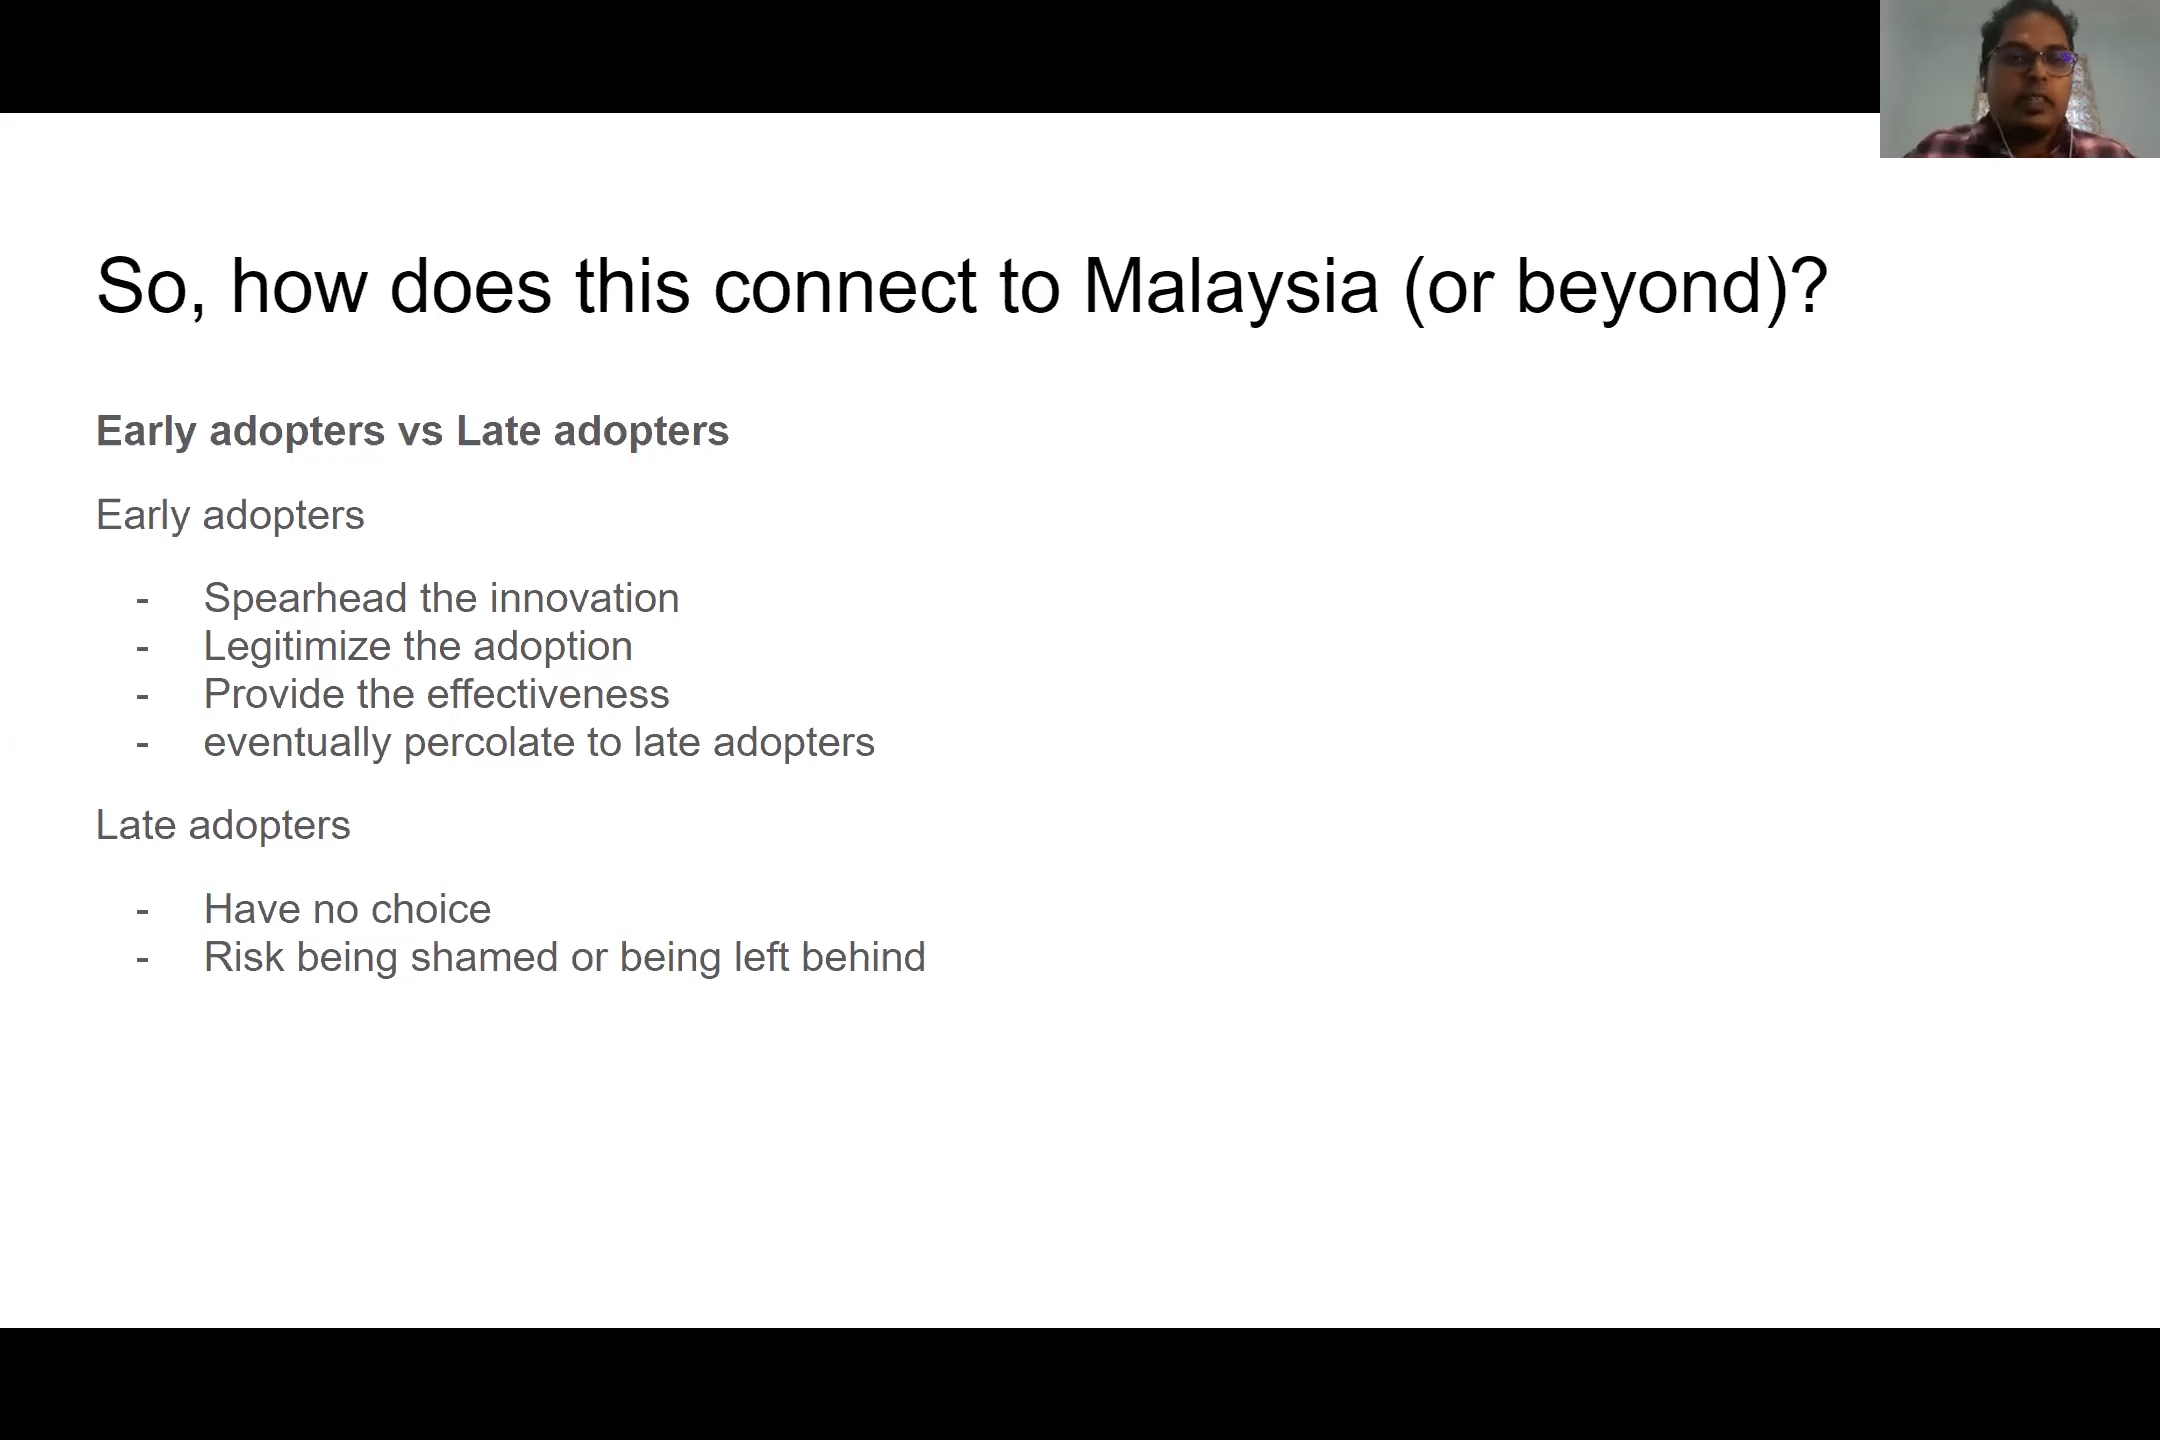 So, how does this connect to Malaysia (or beyond)?
Early adopters vs Late adopters
Early adopters
- Spearhead the innovation
- Legitimize the adoption
- Provide the effectiveness
- eventually percolate to late adopters
Late adopters
- Have no choice
- Risk being shamed or being left behind